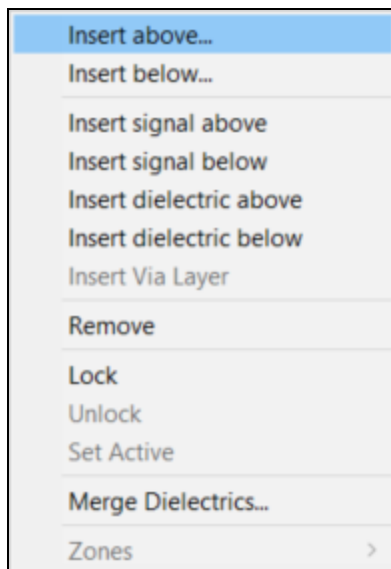 Insert above...
Insert below...
Insert signal above
Insert signal below
Insert dielectric above
Insert dielectric below
Insert Via Layer
Remove
Lock
Unlock
Set Active
Merge Dielectrics...
Zones